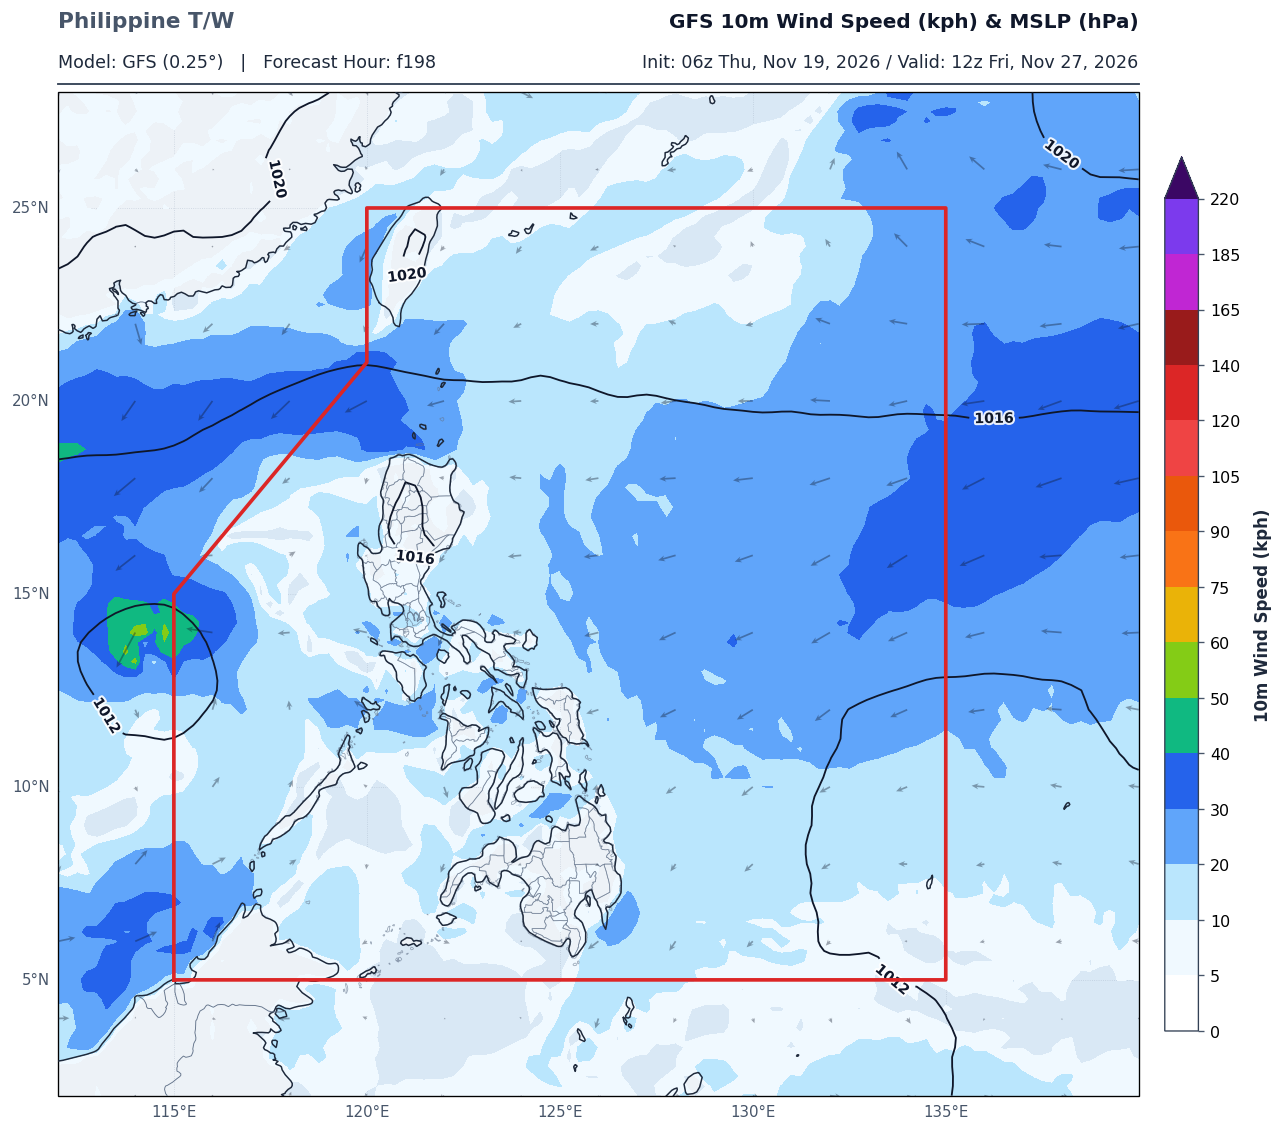 Philippine T/W
GFS 10m Wind Speed (kph) & MSLP (hPa)
Model: GFS (0.25°)   |   Forecast Hour: f198
Init: 06z Thu, Nov 19, 2026 / Valid: 12z Fri, Nov 27, 2026
1020
1020
1020
1016
1016
1012
1012
25°N
20°N
15°N
10°N
5°N
115°E
120°E
125°E
130°E
135°E
220
185
165
140
120
105
90
75
60
50
40
30
20
10
5
0
10m Wind Speed (kph)